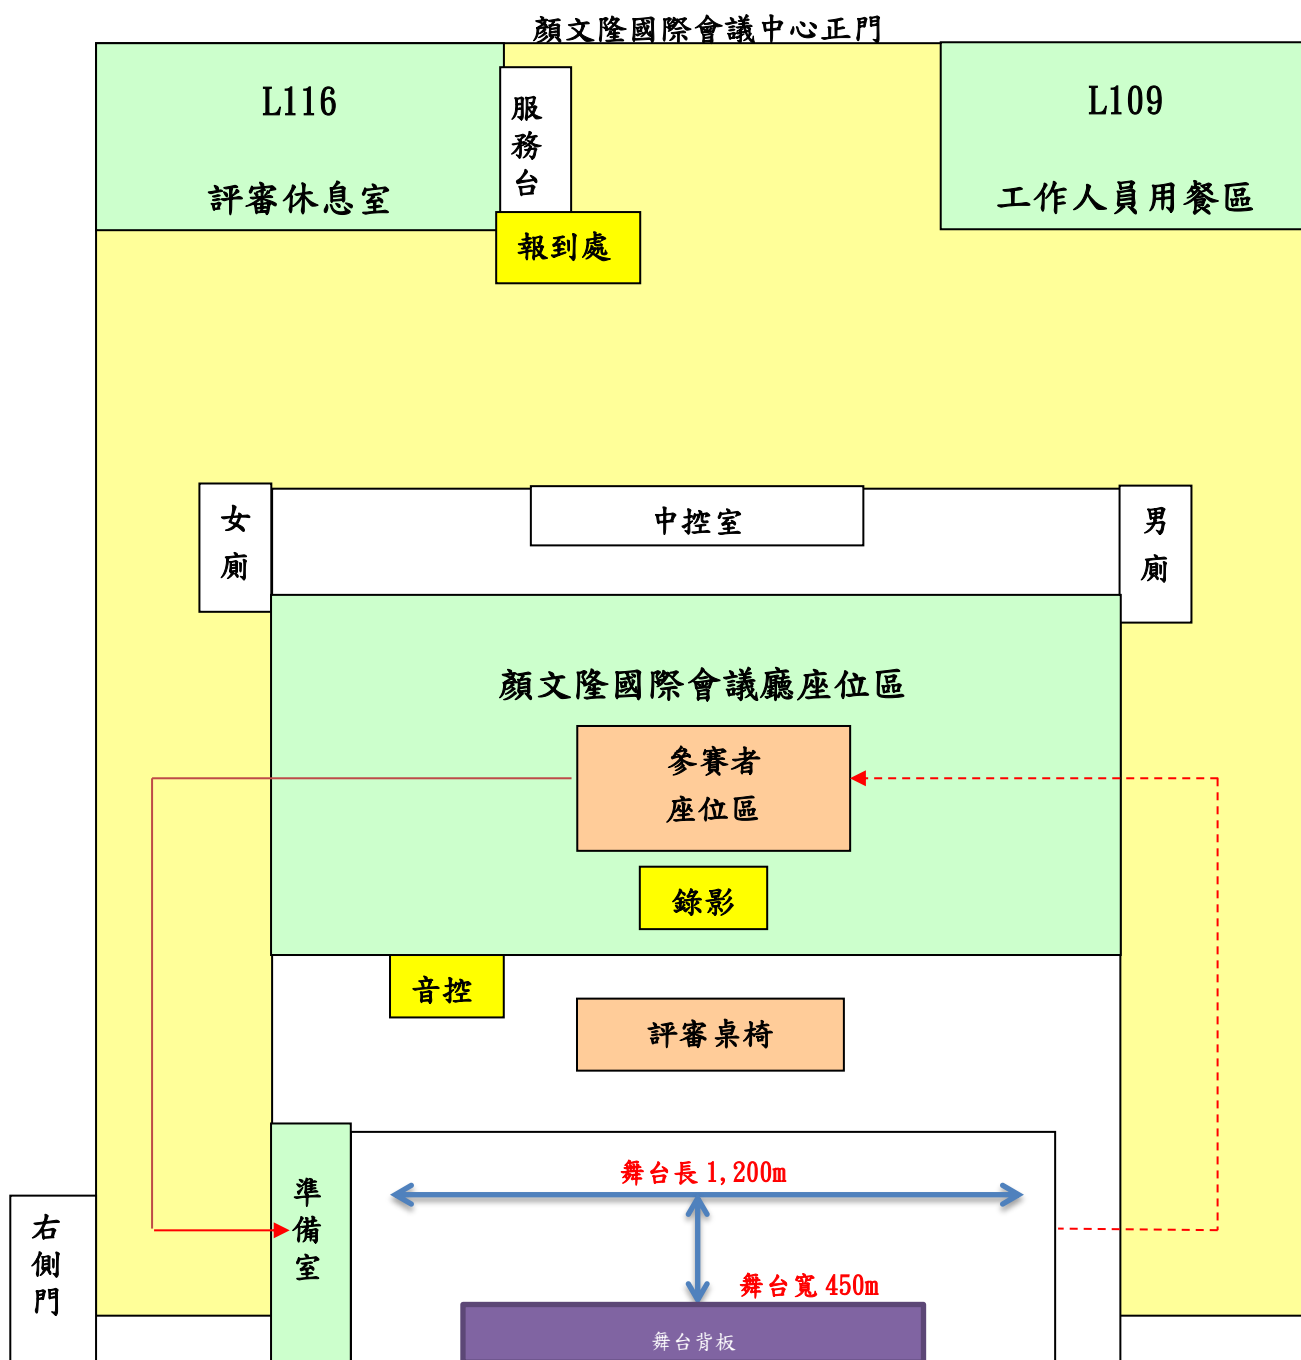 顏文隆國際會議中心正門
L116
評審休息室
服務台
報到處
L109
工作人員用餐區
女廁
中控室
男廁
顏文隆國際會議廳座位區
參賽者
座位區
錄影
音控
評審桌椅
準備室
舞台長 1,200m
右側門
舞台寬 450m
舞台背板